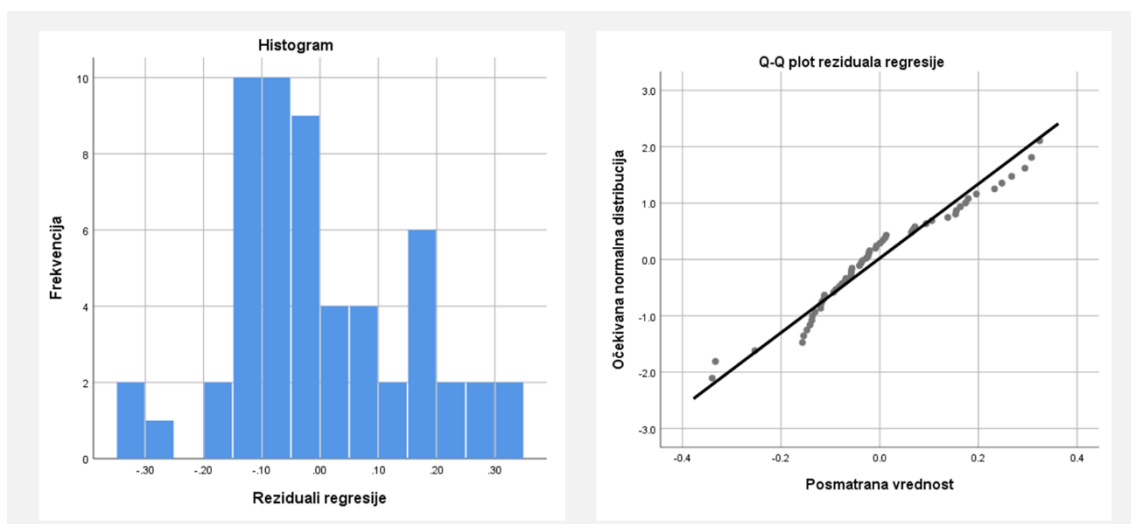 Histogram
Frekvencija
10
8
6
4
2
0
-.30 -.20 -.10 .00 .10 .20 .30
Reziduali regresije
Q-Q plot reziduala regresije
Očekivana normalna distribucija
3.0
2.0
1.0
0.0
-1.0
-2.0
-3.0
-0.4 -0.2 0.0 0.2 0.4
Posmatrana vrednost